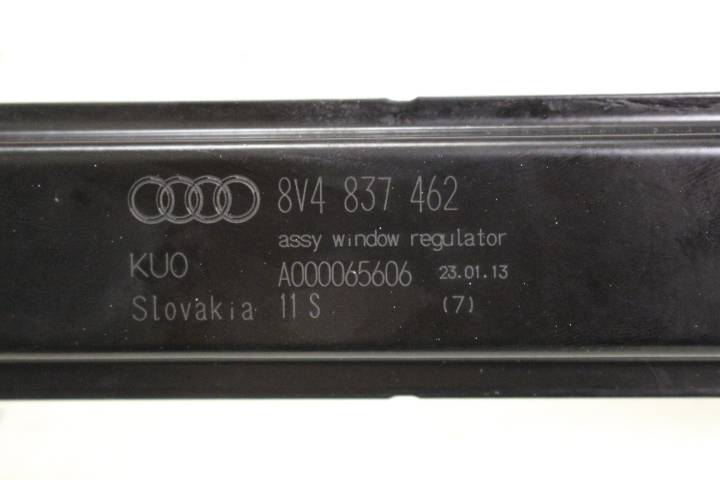 8V4 837 462
assy window regulator
KUO A000065606 23.01.13
Slovakia 11 S (7)